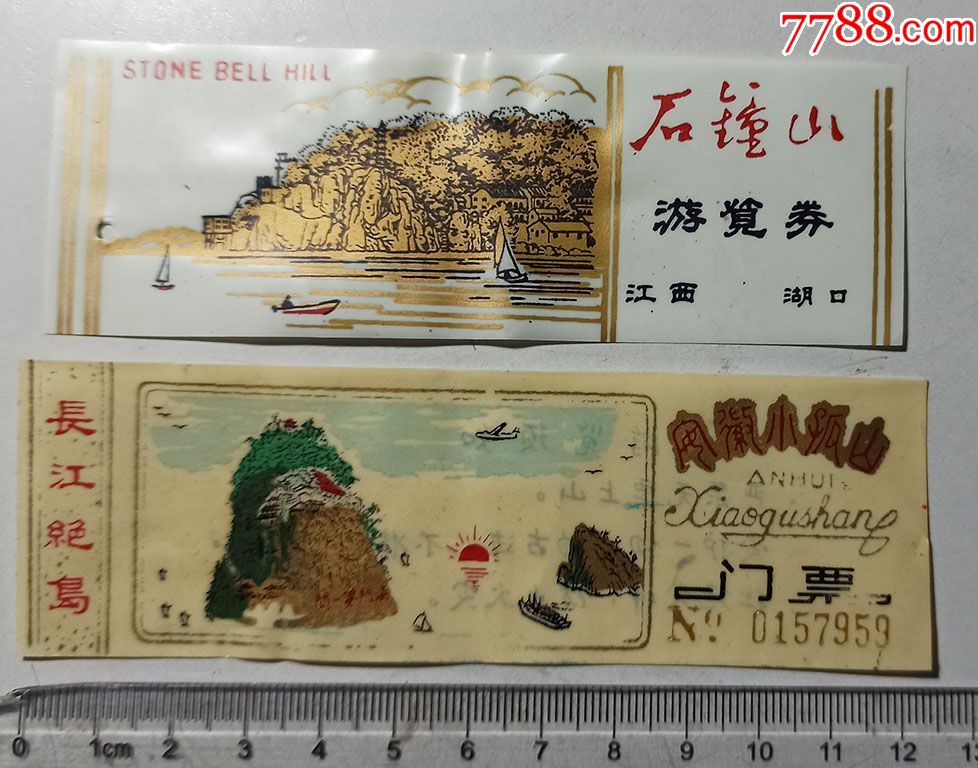 7788.com
STONE BELL HILL
石鐘山
游览券
江西 湖口
長江絕島
安徽小孤山
ANHUI
Xiaogushan
门票
№ 0157959
0 1cm 2 3 4 5 6 7 8 9 10 11 12 13